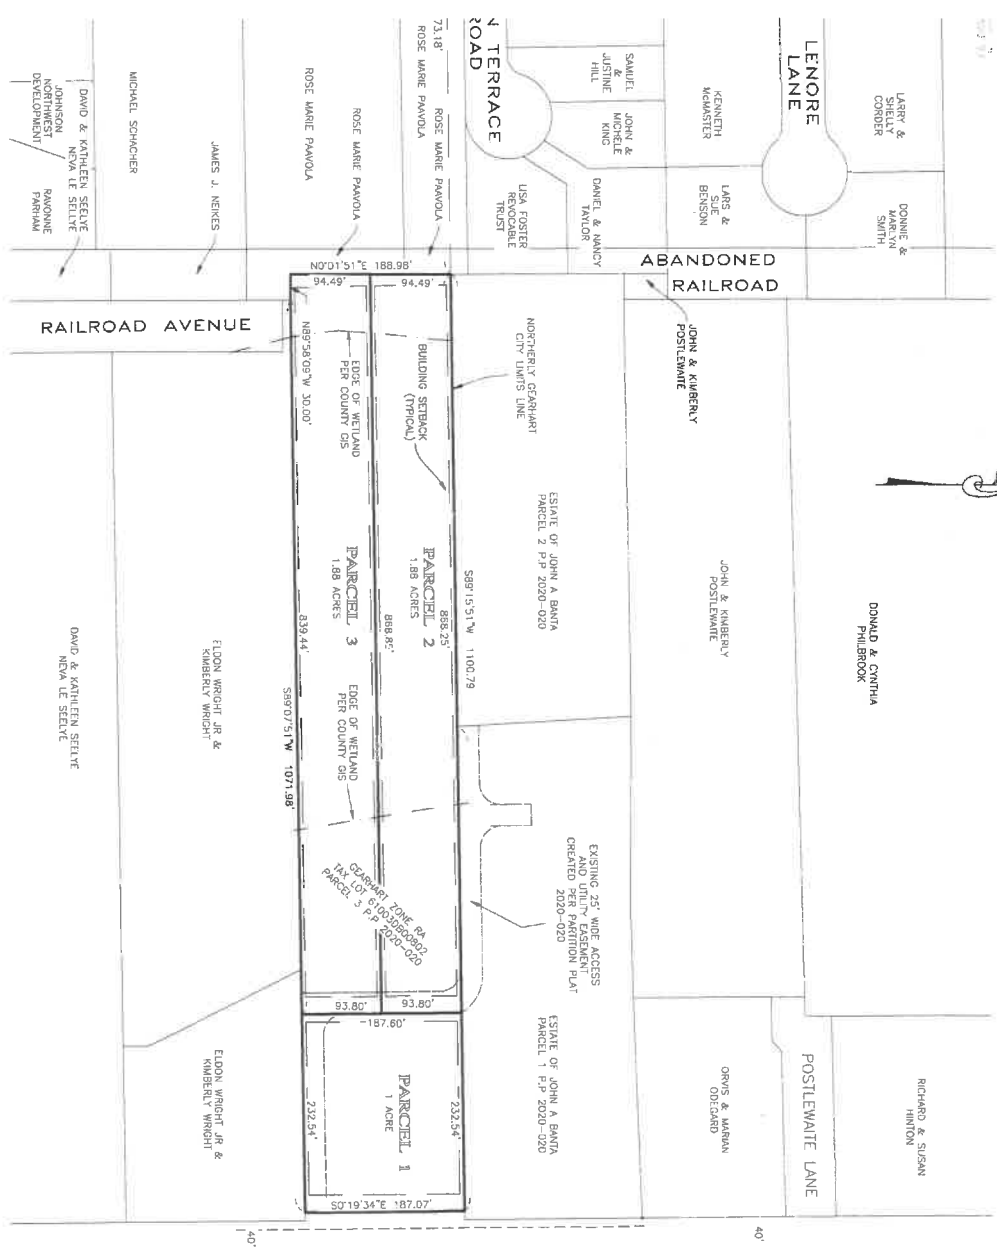 LENORE
LANE
LARRY &
SHELLY
CORDER
SAMUEL
&
JUSTINE
HILL
KENNETH
McMASTER
N TERRACE
ROAD
73.18'
ROSE MARIE PAAVOLA
ROSE MARIE PAAVOLA
JOHN &
MICHELE
KING
DANIEL & NANCY
TAYLOR
LARS &
SUE
BENSON
DONNIE &
MARLYN
SMITH
LISA FOSTER
REVOCABLE
TRUST
ROSE MARIE PAAVOLA
ROSE MARIE PAAVOLA
JAMES J. NEIKES
MICHAEL SCHACHER
DAVID & KATHLEEN SEELYE
NEVA LE SEELYE
JOHNSON
NORTHWEST
DEVELOPMENT
RAVONNE
PARHAM
ABANDONED
RAILROAD
JOHN & KIMBERLY
POSTLEWAITE
RAILROAD AVENUE
N0°01'51"E 188.98'
94.49'
94.49'
N89°58'09"W 30.00'
EDGE OF WETLAND
PER COUNTY GIS
BUILDING SETBACK
(TYPICAL)
NORTHERLY GEARHART
CITY LIMITS LINE
ESTATE OF JOHN A BANTA
PARCEL 2 P.P 2020-020
JOHN & KIMBERLY
POSTLEWAITE
DONALD & CYNTHIA
PHILBROOK
S89°15'51"W 1100.79
868.25'
PARCEL 2
1.88 ACRES
868.85'
PARCEL 3
1.88 ACRES
839.44'
S89°07'51"W 1071.98'
EDGE OF WETLAND
PER COUNTY GIS
ELDON WRIGHT JR &
KIMBERLY WRIGHT
DAVID & KATHLEEN SEELYE
NEVA LE SEELYE
EXISTING 25' WIDE ACCESS
AND UTILITY EASEMENT
CREATED PER PARTITION PLAT
2020-020
GEARHART ZONE RA
TAX LOT 61003DB00802
PARCEL 3 P.P 2020-020
93.80'
93.80'
187.60'
ESTATE OF JOHN A BANTA
PARCEL 1 P.P 2020-020
PARCEL 1
1 ACRE
232.54'
232.54'
S0°19'34"E 187.07'
ELDON WRIGHT JR &
KIMBERLY WRIGHT
ORVIS & MARIAN
ODEGARD
POSTLEWAITE LANE
RICHARD & SUSAN
HINTON
40'
40'